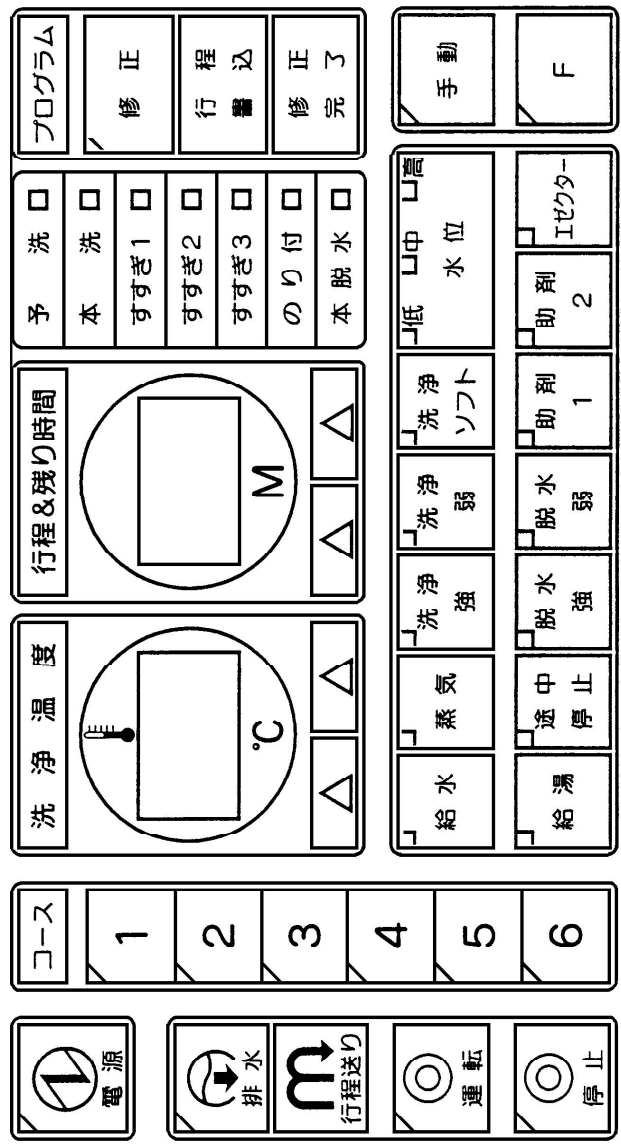 電源
排水
行程送り
運転
停止
コース
1
2
3
4
5
6
洗浄温度
℃
行程&残り時間
M
予洗
本洗
すすぎ1
すすぎ2
すすぎ3
のり付
本脱水
プログラム
修正
行程
書込
修正
完了
給水
蒸気
洗浄
強
洗浄
弱
洗浄
ソフト
低 中 高
水位
手動
給湯
途中
停止
脱水
強
脱水
弱
助剤
1
助剤
2
エゼクター
F